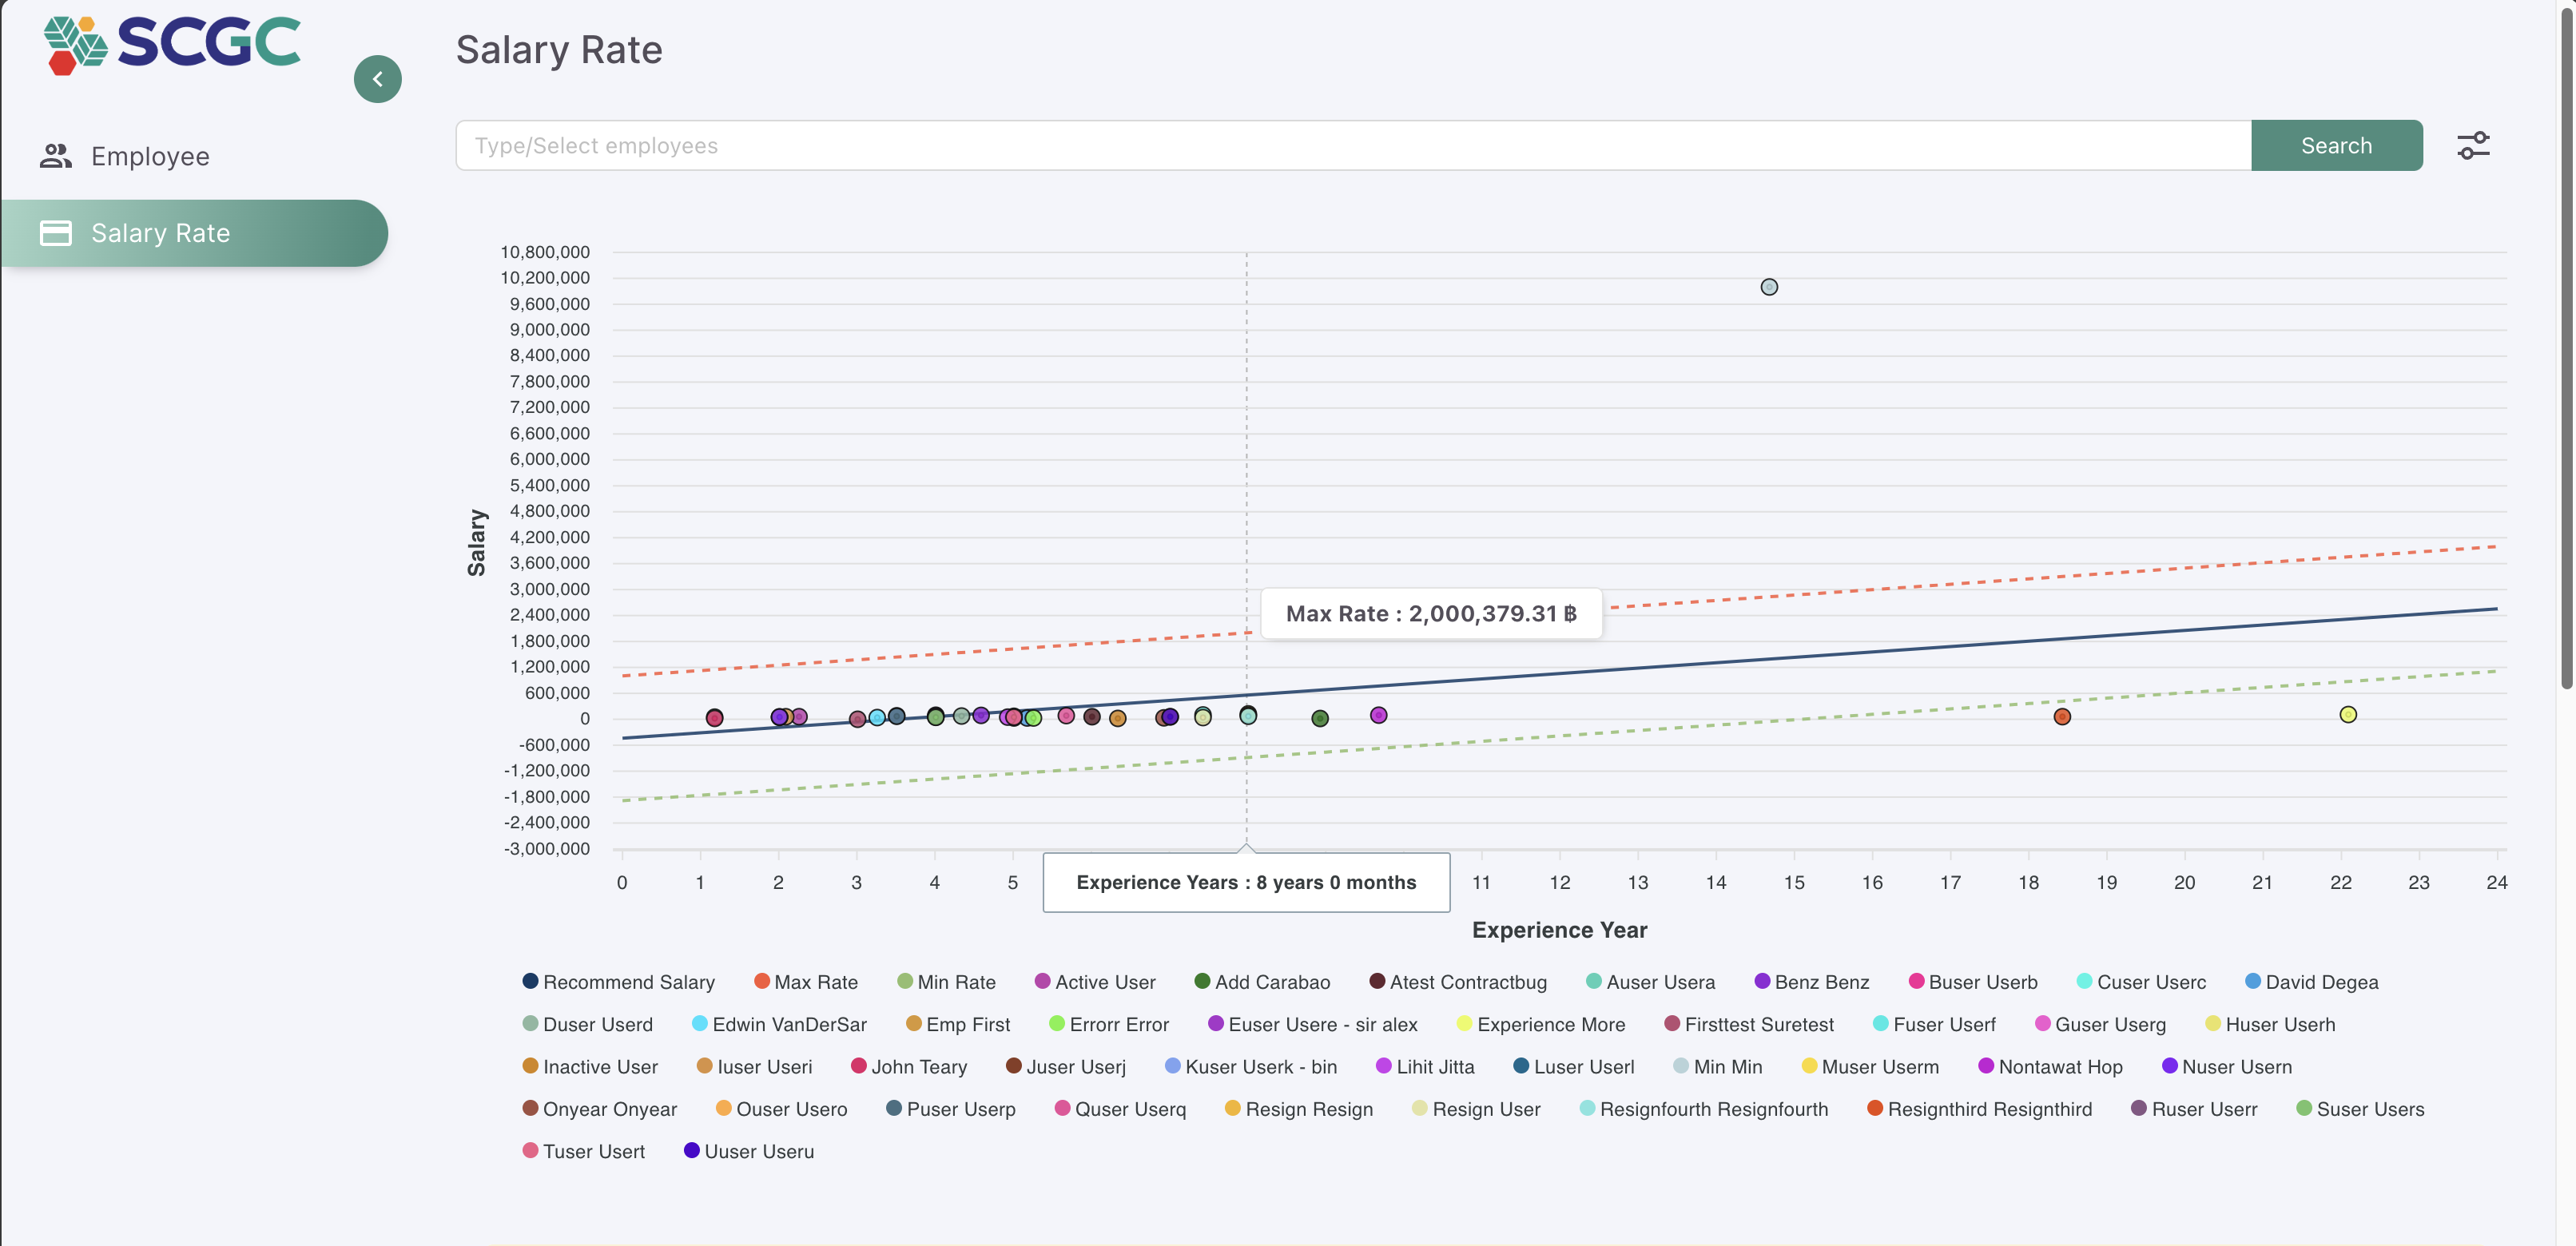 SCGC
Salary Rate
Employee
Type/Select employees
Search
Salary Rate
10,800,000
10,200,000
9,600,000
9,000,000
8,400,000
7,800,000
7,200,000
6,600,000
6,000,000
5,400,000
4,800,000
4,200,000
3,600,000
3,000,000
2,400,000
1,800,000
1,200,000
600,000
0
-600,000
-1,200,000
-1,800,000
-2,400,000
-3,000,000
Salary
Max Rate : 2,000,379.31 ฿
0 1 2 3 4 5 11 12 13 14 15 16 17 18 19 20 21 22 23 24
Experience Years : 8 years 0 months
Experience Year
Recommend Salary Max Rate Min Rate Active User Add Carabao Atest Contractbug Auser Usera Benz Benz Buser Userb Cuser Userc David Degea
Duser Userd Edwin VanDerSar Emp First Errorr Error Euser Usere - sir alex Experience More Firsttest Suretest Fuser Userf Guser Userg Huser Userh
Inactive User Iuser Useri John Teary Juser Userj Kuser Userk - bin Lihit Jitta Luser Userl Min Min Muser Userm Nontawat Hop Nuser Usern
Onyear Onyear Ouser Usero Puser Userp Quser Userq Resign Resign Resign User Resignfourth Resignfourth Resignthird Resignthird Ruser Userr Suser Users
Tuser Usert Uuser Useru